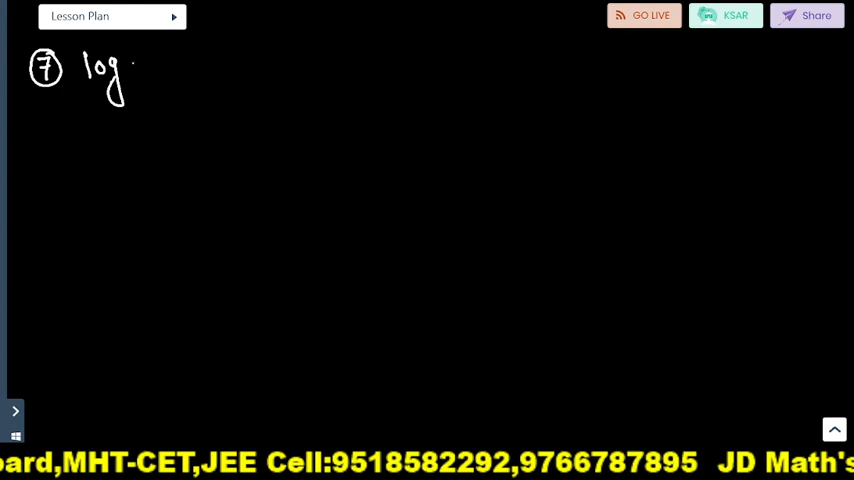 Lesson Plan
GO LIVE
KSAR
Share
7 log
oard,MHT-CET,JEE Cell:9518582292,9766787895 JD Math's